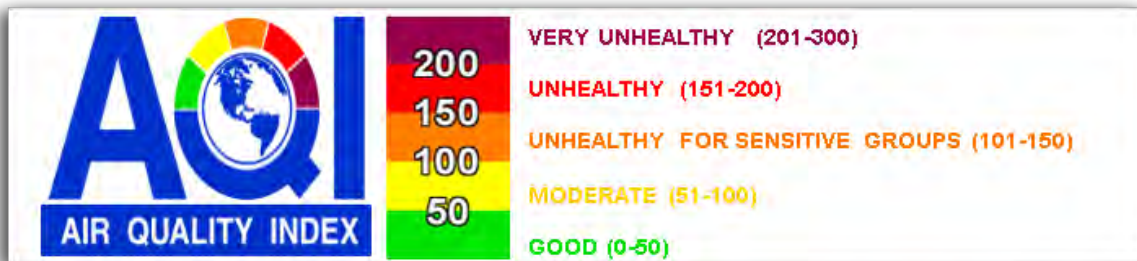 AQI
AIR QUALITY INDEX
200
150
100
50
VERY UNHEALTHY (201-300)
UNHEALTHY (151-200)
UNHEALTHY FOR SENSITIVE GROUPS (101-150)
MODERATE (51-100)
GOOD (0-50)